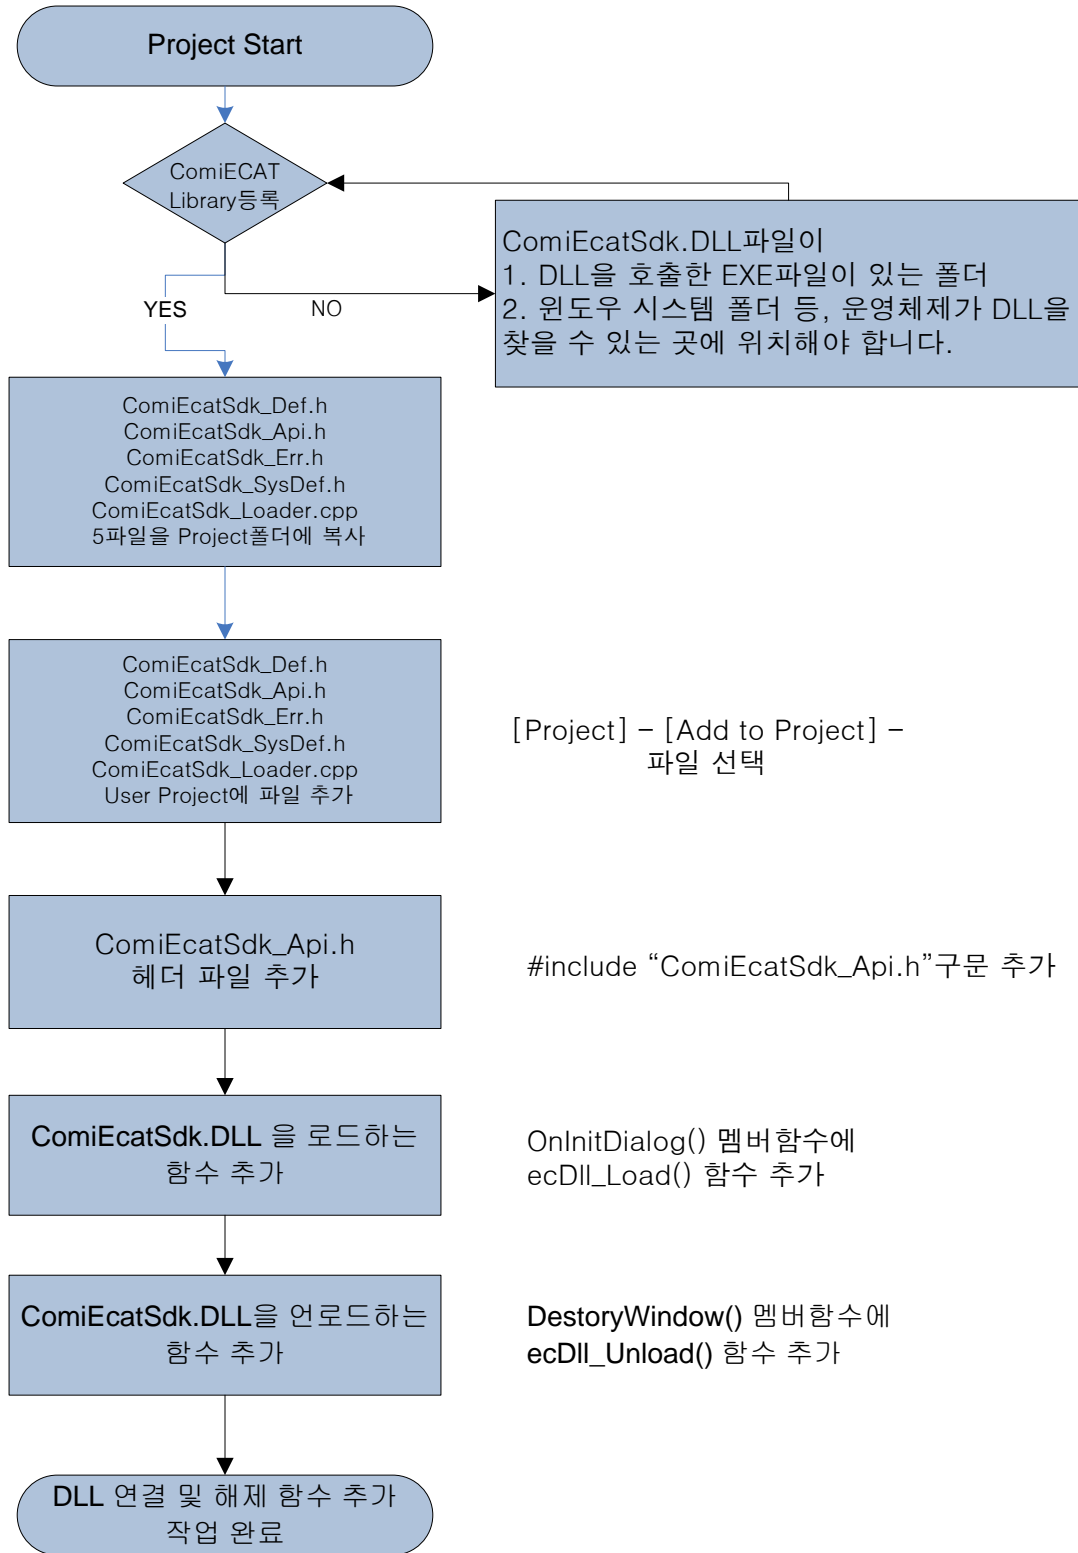 Project Start
ComiECAT
Library등록
ComiEcatSdk.DLL파일이
1. DLL을 호출한 EXE파일이 있는 폴더
2. 윈도우 시스템 폴더 등, 운영체제가 DLL을
찾을 수 있는 곳에 위치해야 합니다.
YES
NO
ComiEcatSdk_Def.h
ComiEcatSdk_Api.h
ComiEcatSdk_Err.h
ComiEcatSdk_SysDef.h
ComiEcatSdk_Loader.cpp
5파일을 Project폴더에 복사
ComiEcatSdk_Def.h
ComiEcatSdk_Api.h
ComiEcatSdk_Err.h
ComiEcatSdk_SysDef.h
ComiEcatSdk_Loader.cpp
User Project에 파일 추가
[Project] – [Add to Project] –
파일 선택
ComiEcatSdk_Api.h
헤더 파일 추가
#include “ComiEcatSdk_Api.h”구문 추가
ComiEcatSdk.DLL 을 로드하는
함수 추가
OnInitDialog() 멤버함수에
ecDll_Load() 함수 추가
ComiEcatSdk.DLL을 언로드하는
함수 추가
DestoryWindow() 멤버함수에
ecDll_Unload() 함수 추가
DLL 연결 및 해제 함수 추가
작업 완료